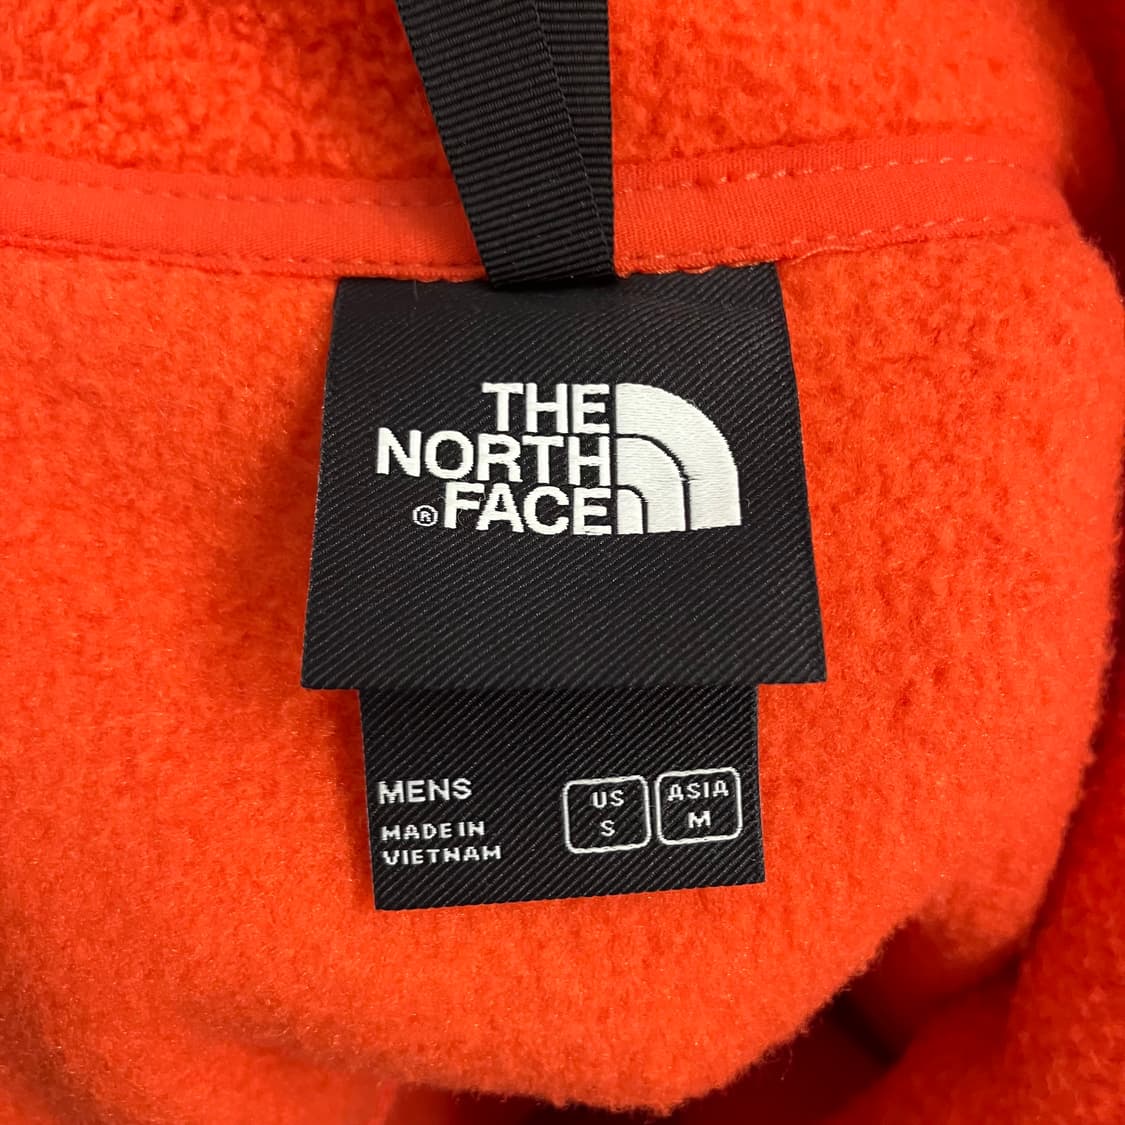 THE
NORTH
® FACE
MENS
MADE IN
VIETNAM
US
S
ASIA
M